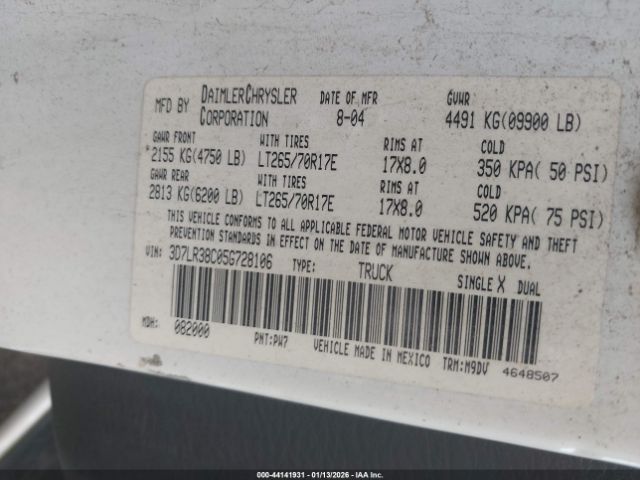 MFD BY DAIMLERCHRYSLER CORPORATION DATE OF MFR 8-04 GVWR 4491 KG(09900 LB)
GAWR FRONT WITH TIRES RIMS AT COLD
*2155 KG(4750 LB) LT265/70R17E 17X8.0 350 KPA( 50 PSI)
GAWR REAR WITH TIRES RIMS AT COLD
2813 KG(6200 LB) LT265/70R17E 17X8.0 520 KPA( 75 PSI)
THIS VEHICLE CONFORMS TO ALL APPLICABLE FEDERAL MOTOR VEHICLE SAFETY AND THEFT
PREVENTION STANDARDS IN EFFECT ON THE DATE OF MANUFACTURE SHOWN ABOVE.
VIN: 3D7LR38C05G728106 TYPE: TRUCK SINGLE X DUAL
MDH: 082000 PNT:PW7 VEHICLE MADE IN MEXICO TRM:M9DV 4648507
000-44141931 - 01/13/2026 - IAA Inc.